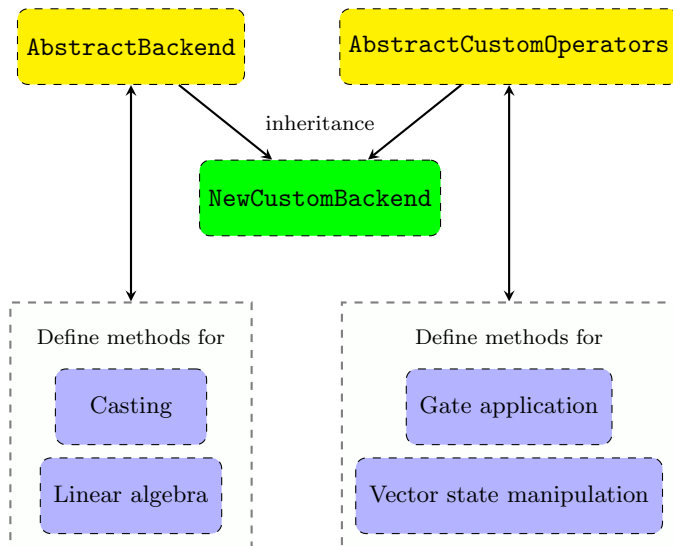 AbstractBackend
AbstractCustomOperators
inheritance
NewCustomBackend
Define methods for
Casting
Linear algebra
Define methods for
Gate application
Vector state manipulation